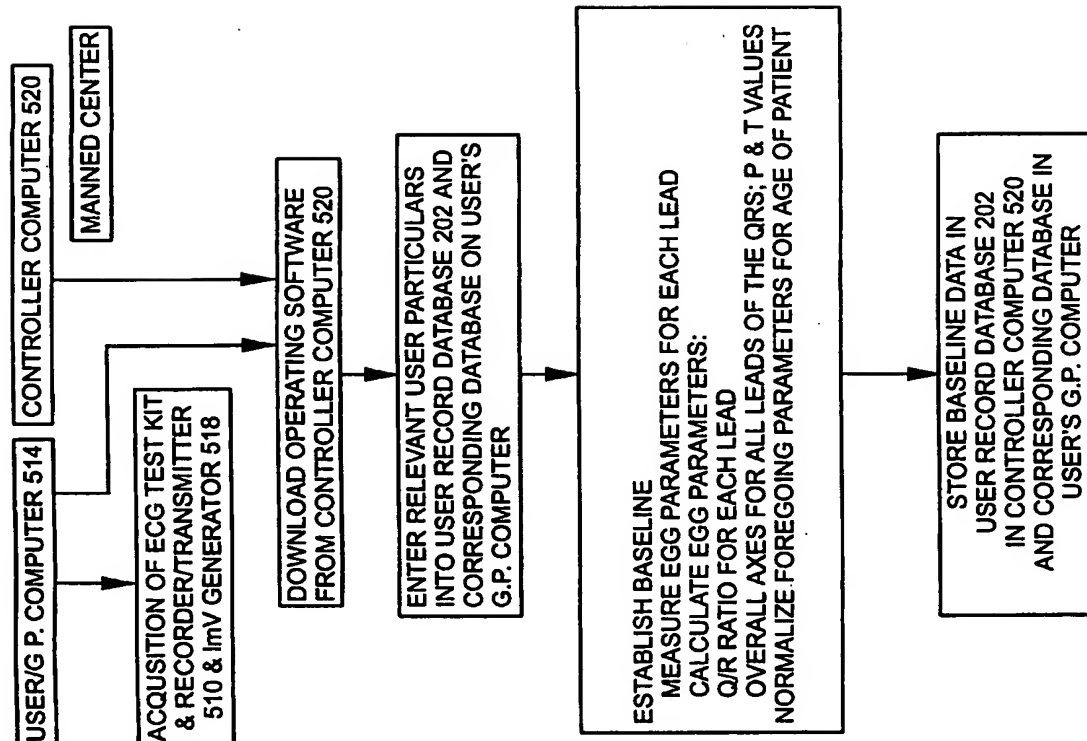 USER/G P. COMPUTER 514
CONTROLLER COMPUTER 520
MANNED CENTER
ACQUSITION OF ECG TEST KIT
& RECORDER/TRANSMITTER
510 & ImV GENERATOR 518
DOWNLOAD OPERATING SOFTWARE
FROM CONTROLLER COMPUTER 520
ENTER RELEVANT USER PARTICULARS
INTO USER RECORD DATABASE 202 AND
CORRESPONDING DATABASE ON USER'S
G.P. COMPUTER
ESTABLISH BASELINE
MEASURE EGG PARAMETERS FOR EACH LEAD
CALCULATE EGG PARAMETERS:
Q/R RATIO FOR EACH LEAD
OVERALL AXES FOR ALL LEADS OF THE QRS; P & T VALUES
NORMALIZE FOREGOING PARAMETERS FOR AGE OF PATIENT
STORE BASELINE DATA IN
USER RECORD DATABASE 202
IN CONTROLLER COMPUTER 520
AND CORRESPONDING DATABASE IN
USER'S G.P. COMPUTER